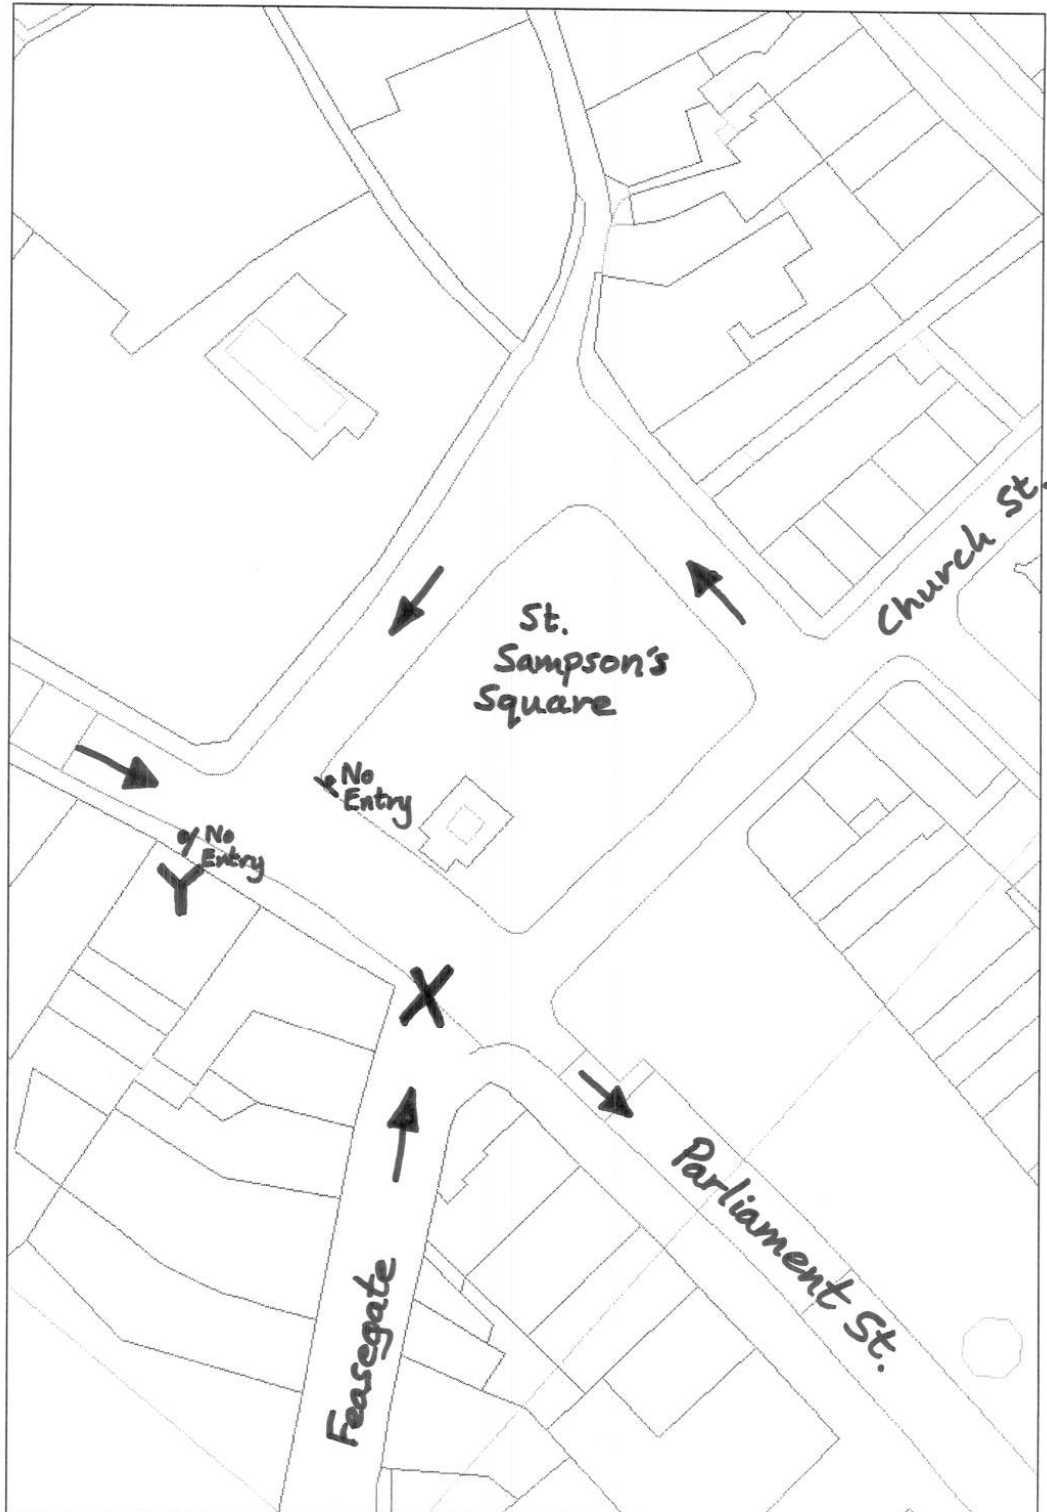 Church St.
St.
Sampson's
Square
No
Entry
No
Entry
Y
X
Parliament St.
Feasegate